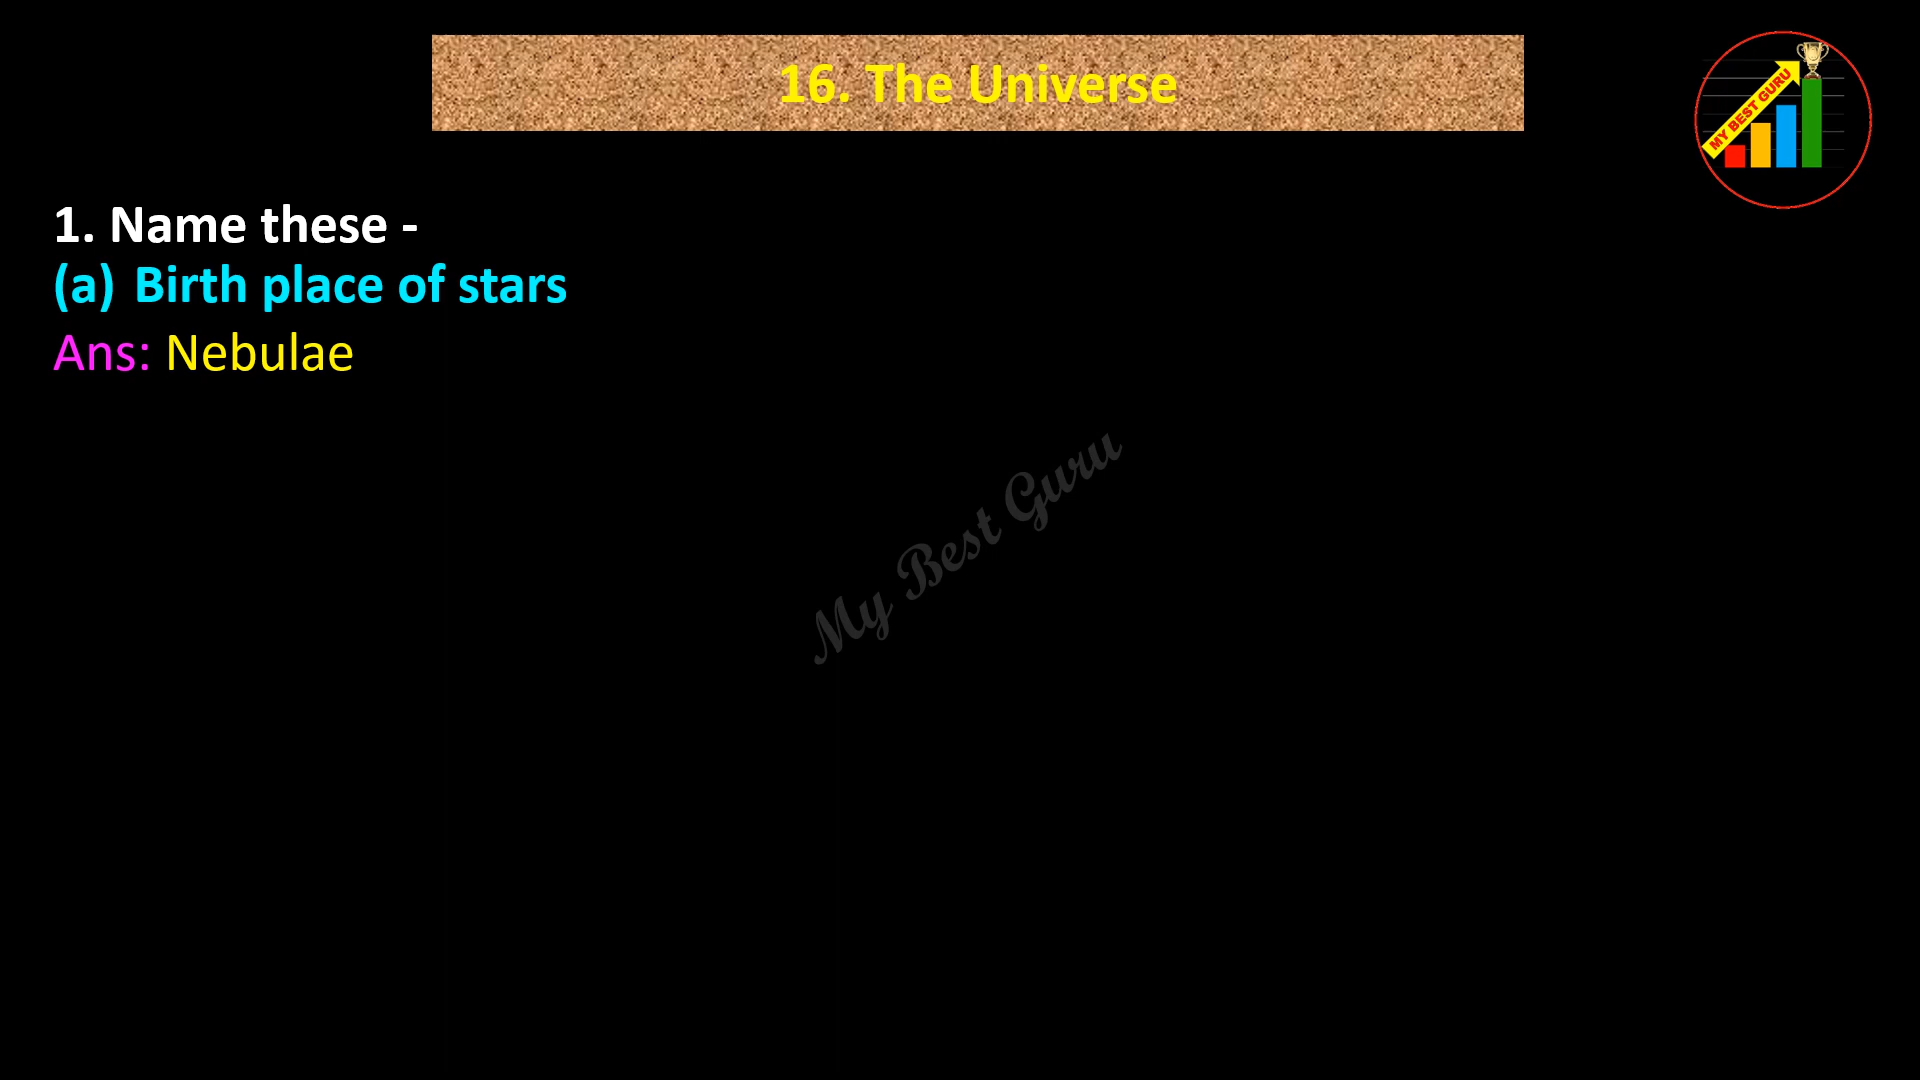 16. The Universe
MY BEST GURU
1. Name these -
(a) Birth place of stars
Ans: Nebulae
My Best Guru